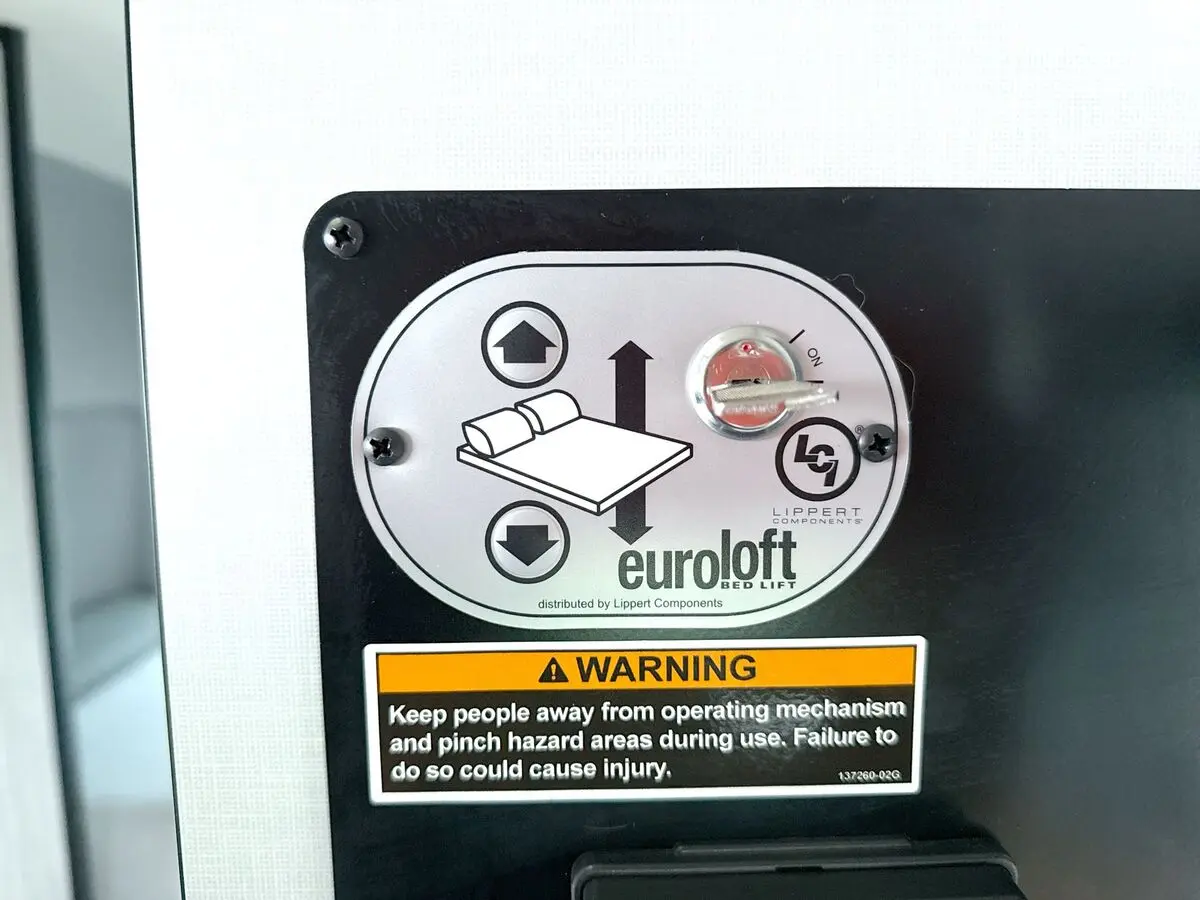 ON
LCI®
LIPPERT
COMPONENTS®
euroloft
BED LIFT
distributed by Lippert Components
WARNING
Keep people away from operating mechanism
and pinch hazard areas during use. Failure to
do so could cause injury.
137260-02G